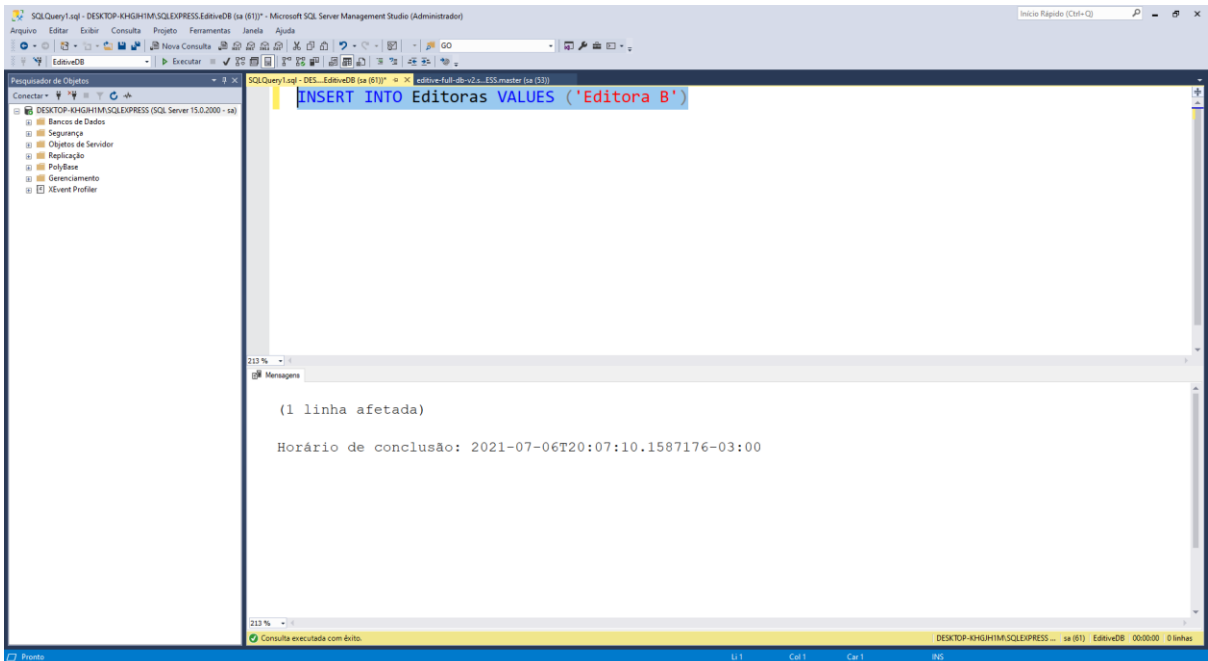 SQLQuery1.sql - DESKTOP-KHGJH1M\SQLEXPRESS.EditiveDB (sa (61))* - Microsoft SQL Server Management Studio (Administrador)
Início Rápido (Ctrl+Q)
Arquivo Editar Exibir Consulta Projeto Ferramentas Janela Ajuda
Nova Consulta GO
EditiveDB Executar
Pesquisador de Objetos
SQLQuery1.sql - DES...EditiveDB (sa (61))* editive-full-db-v2.s...ESS.master (sa (53))
Conectar
INSERT INTO Editoras VALUES ('Editora B')
DESKTOP-KHGJH1M\SQLEXPRESS (SQL Server 15.0.2000 - sa)
Bancos de Dados
Segurança
Objetos de Servidor
Replicação
PolyBase
Gerenciamento
XEvent Profiler
213 %
Mensagens
(1 linha afetada)
Horário de conclusão: 2021-07-06T20:07:10.1587176-03:00
213 %
Consulta executada com êxito.
DESKTOP-KHGJH1M\SQLEXPRESS ... sa (61) EditiveDB 00:00:00 0 linhas
Pronto Li 1 Col 1 Car 1 INS